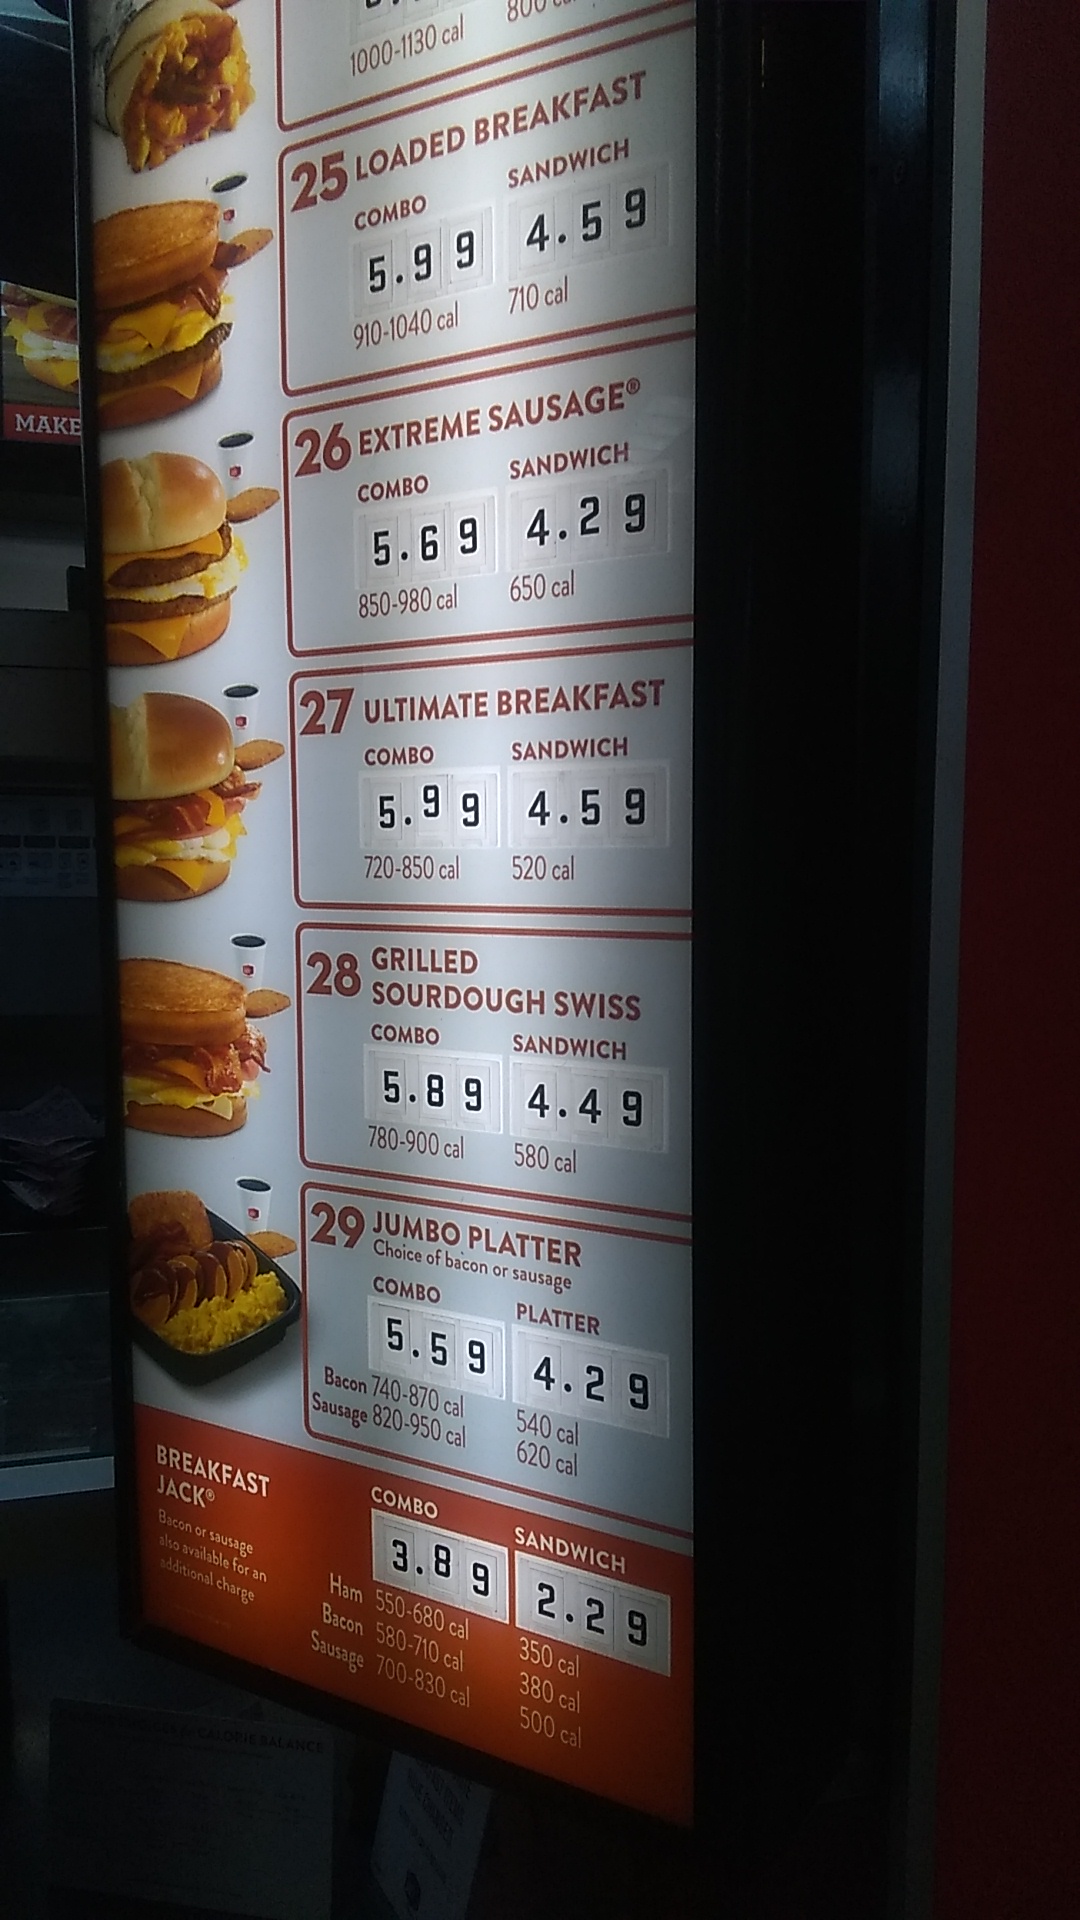 800 cal
1000-1130 cal
25 LOADED BREAKFAST
COMBO SANDWICH
5.99 4.59
910-1040 cal 710 cal
MAKE
26 EXTREME SAUSAGE®
COMBO SANDWICH
5.69 4.29
850-980 cal 650 cal
27 ULTIMATE BREAKFAST
COMBO SANDWICH
5.99 4.59
720-850 cal 520 cal
28 GRILLED
SOURDOUGH SWISS
COMBO SANDWICH
5.89 4.49
780-900 cal 580 cal
29 JUMBO PLATTER
Choice of bacon or sausage
COMBO PLATTER
5.59 4.29
Bacon 740-870 cal 540 cal
Sausage 820-950 cal 620 cal
BREAKFAST
JACK®
Bacon or sausage
also available for an
additional charge
COMBO SANDWICH
3.89 2.29
Ham 550-680 cal 350 cal
Bacon 580-710 cal 380 cal
Sausage 700-830 cal 500 cal
CALORIE BALANCE